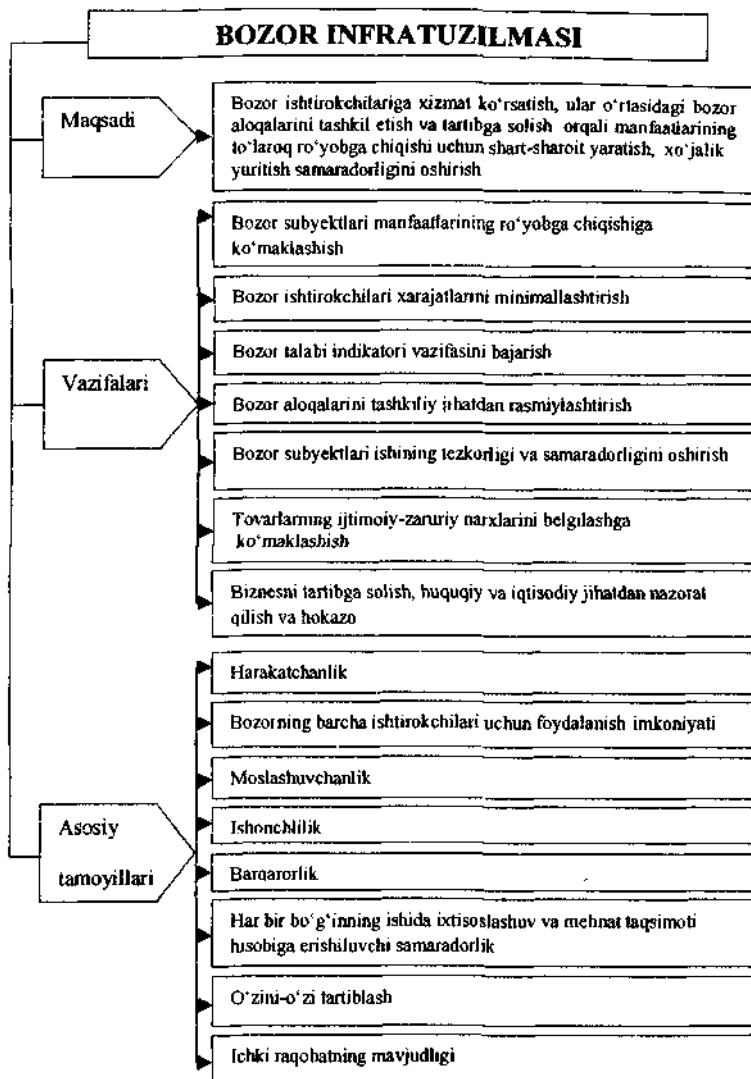 BOZOR INFRATUZILMASI
Maqsadi
Bozor ishtirokchilariga xizmat ko‘rsatish, ular o‘rtasidagi bozor
aloqalarini tashkil etish va tartibga solish orqali manfaatlarining
to‘laroq ro‘yobga chiqishi uchun shart-sharoit yaratish, xo‘jalik
yuritish samaradorligini oshirish
Vazifalari
Bozor subyektlari manfaatlarining ro‘yobga chiqishiga
ko‘maklashish
Bozor ishtirokchilari xarajatlarini minimallashtirish
Bozor talabi indikatori vazifasini bajarish
Bozor aloqalarini tashkiliy jihatdan rasmiylashtirish
Bozor subyektlari ishining tezkorligi va samaradorligini oshirish
Tovarlarning ijtimoiy-zaruriy narxlarini belgilashga
ko‘maklashish
Biznesni tartibga solish, huquqiy va iqtisodiy jihatdan nazorat
qilish va hokazo
Asosiy
tamoyillari
Harakatchanlik
Bozorning barcha ishtirokchilari uchun foydalanish imkoniyati
Moslashuvchanlik
Ishonchlilik
Barqarorlik
Har bir bo‘g‘inning ishida ixtisoslashuv va mehnat taqsimoti
hisobiga erishiluvchi samaradorlik
O‘zini-o‘zi tartiblash
Ichki raqobatning mavjudligi